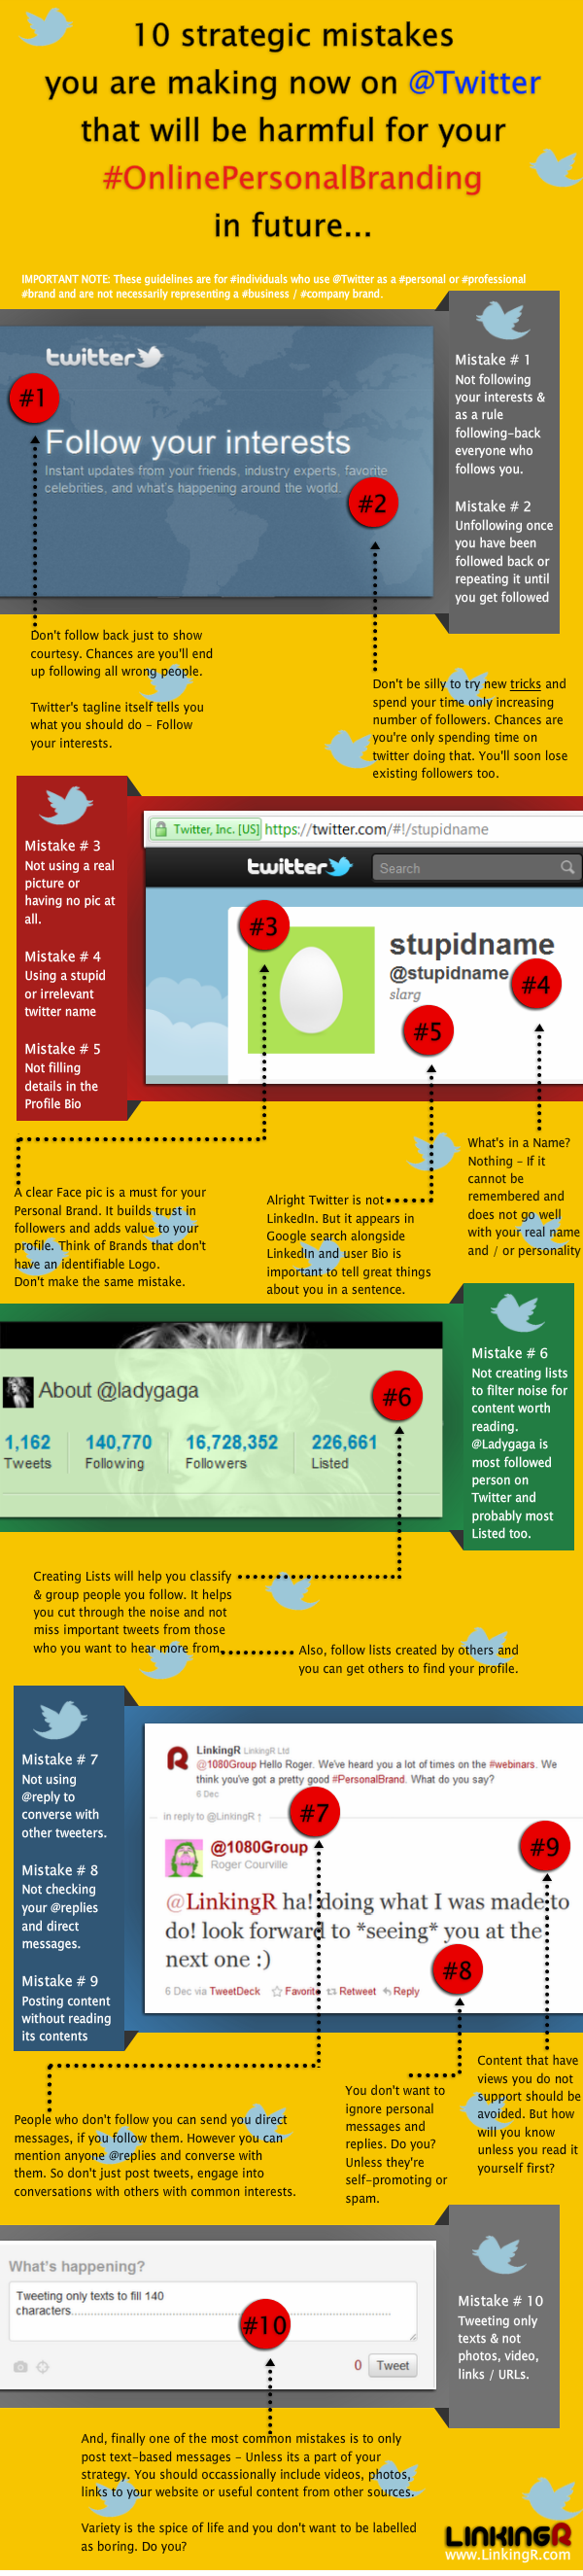 10 strategic mistakes
you are making now on @Twitter
that will be harmful for your
#OnlinePersonalBranding
in future...
IMPORTANT NOTE: These guidelines are for #individuals who use @Twitter as a #personal or #professional
#brand and are not necessarily representing a #business / #company brand.
twitter
#1
Follow your interests
Instant updates from your friends, industry experts, favorite
celebrities, and what's happening around the world.
#2
Mistake # 1
Not following
your interests &
as a rule
following-back
everyone who
follows you.
Mistake # 2
Unfollowing once
you have been
followed back or
repeating it until
you get followed
Don't follow back just to show
courtesy. Chances are you'll end
up following all wrong people.
Twitter's tagline itself tells you
what you should do - Follow
your interests.
Don't be silly to try new tricks and
spend your time only increasing
number of followers. Chances are
you're only spending time on
twitter doing that. You'll soon lose
existing followers too.
Mistake # 3
Not using a real
picture or
having no pic at
all.
Mistake # 4
Using a stupid
or irrelevant
twitter name
Mistake # 5
Not filling
details in the
Profile Bio
Twitter, Inc. [US] https://twitter.com/#!/stupidname
twitter
Search
#3
stupidname
@stupidname
slarg
#4
#5
A clear Face pic is a must for your
Personal Brand. It builds trust in
followers and adds value to your
profile. Think of Brands that don't
have an identifiable Logo.
Don't make the same mistake.
Alright Twitter is not
LinkedIn. But it appears in
Google search alongside
LinkedIn and user Bio is
important to tell great things
about you in a sentence.
What's in a Name?
Nothing - If it
cannot be
remembered and
does not go well
with your real name
and / or personality
About @ladygaga
#6
1,162 140,770 16,728,352 226,661
Tweets Following Followers Listed
Mistake # 6
Not creating lists
to filter noise for
content worth
reading.
@Ladygaga is
most followed
person on
Twitter and
probably most
Listed too.
Creating Lists will help you classify
& group people you follow. It helps
you cut through the noise and not
miss important tweets from those
who you want to hear more from.
Also, follow lists created by others and
you can get others to find your profile.
Mistake # 7
Not using
@reply to
converse with
other tweeters.
Mistake # 8
Not checking
your @replies
and direct
messages.
Mistake # 9
Posting content
without reading
its contents
LinkingR LinkingR Ltd
@1080Group Hello Roger. We've heard you a lot of times on the #webinars. We
think you've got a pretty good #PersonalBrand. What do you say?
6 Dec
in reply to @LinkingR ↑
#7
@1080Group
Roger Courville
#9
@LinkingR ha! doing what I was made to
do! look forward to *seeing* you at the
next one :)
#8
6 Dec via TweetDeck Favorite Retweet Reply
People who don't follow you can send you direct
messages, if you follow them. However you can
mention anyone @replies and converse with
them. So don't just post tweets, engage into
conversations with others with common interests.
You don't want to
ignore personal
messages and
replies. Do you?
Unless they're
self-promoting or
spam.
Content that have
views you do not
support should be
avoided. But how
will you know
unless you read it
yourself first?
What's happening?
Tweeting only texts to fill 140
characters
#10
0 Tweet
Mistake # 10
Tweeting only
texts & not
photos, video,
links / URLs.
And, finally one of the most common mistakes is to only
post text-based messages - Unless its a part of your
strategy. You should occassionally include videos, photos,
links to your website or useful content from other sources.
Variety is the spice of life and you don't want to be labelled
as boring. Do you?
LINKINGR
www.LinkingR.com